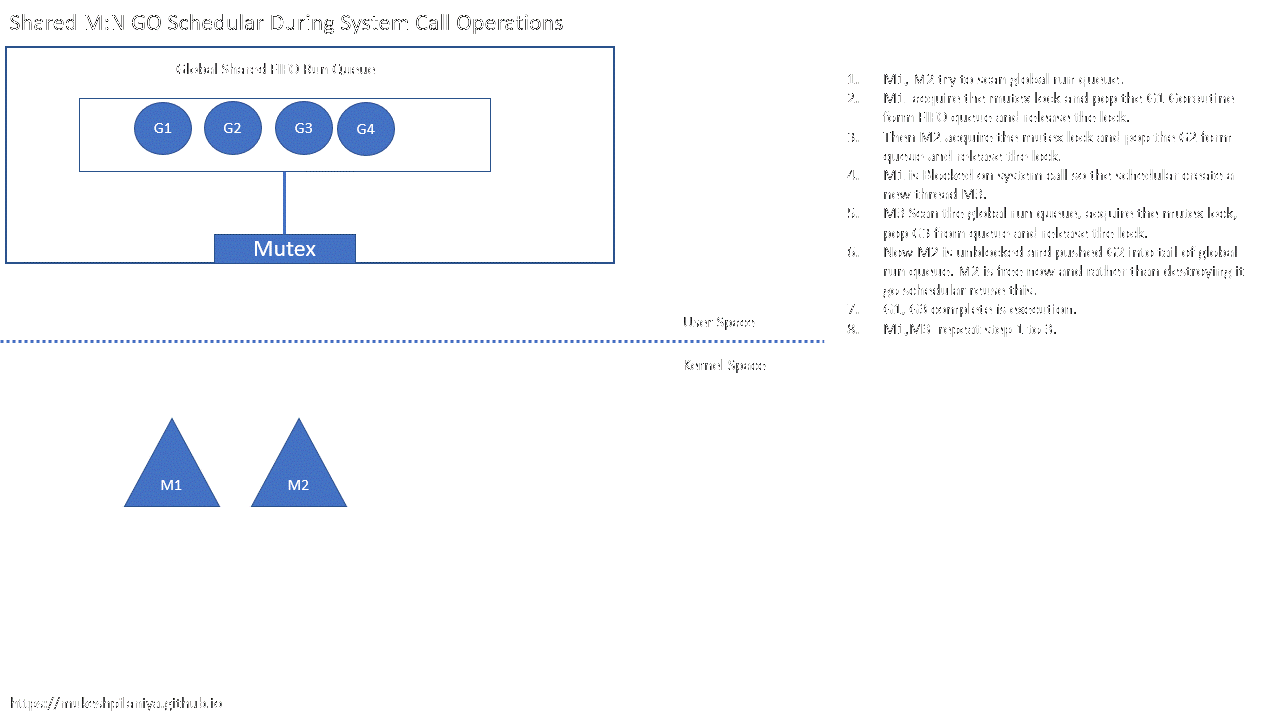 Shared M:N GO Schedular During System Call Operations
Global Shared FIFO Run Queue
G1 G2 G3 G4
Mutex
1. M1, M2 try to scan global run queue.
2. M1 acquire the mutex lock and pop the G1 Goroutine
form FIFO queue and release the lock.
3. Then M2 acquire the mutex lock and pop the G2 form
queue and release the lock.
4. M1 is Blocked on system call so the schedular create a
new thread M3.
5. M3 Scan the global run queue, acquire the mutex lock,
pop G3 from queue and release the lock.
6. Now M2 is unblocked and pushed G2 into tail of global
run queue. M2 is free now and rather than destroying it
go schedular reuse this.
7. G1, G3 complete is execution.
8. M1,M3 repeat step 1 to 3.
User Space
Kernel Space
M1 M2
https://mukeshpilaniya.github.io